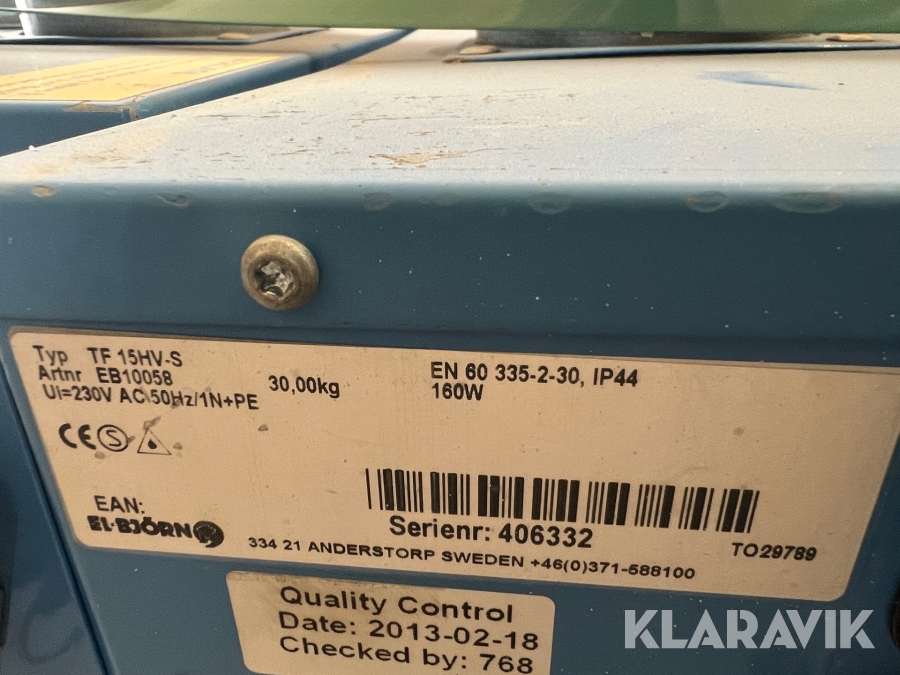 Typ TF 15HV-S
Artnr EB10058
Ui=230V AC\50Hz/1N+PE
30,00kg
EN 60 335-2-30, IP44
160W
CE S
EAN:
EL-BJÖRN
Serienr: 406332
334 21 ANDERSTORP SWEDEN +46(0)371-588100
TO29789
Quality Control
Date: 2013-02-18
Checked by: 768
KLARAVIK